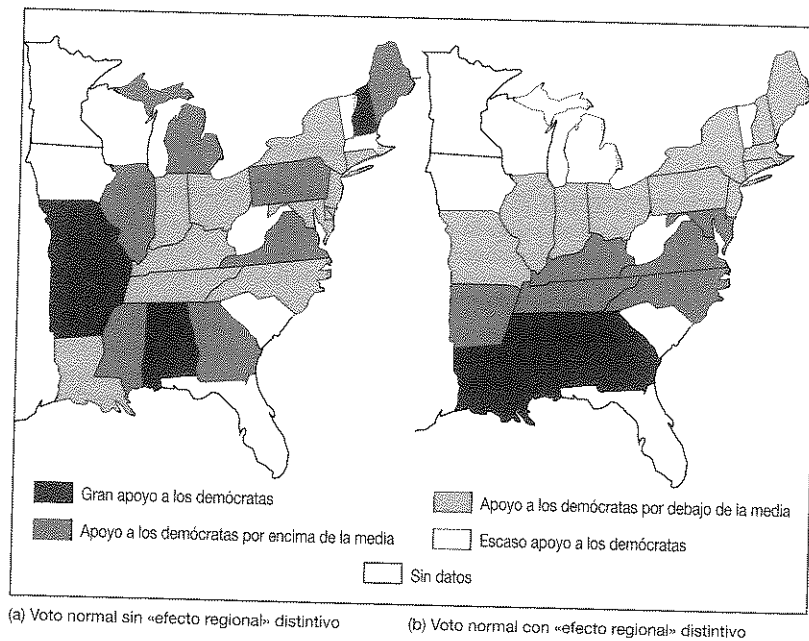 Gran apoyo a los demócratas
Apoyo a los demócratas por encima de la media
Apoyo a los demócratas por debajo de la media
Escaso apoyo a los demócratas
Sin datos
(a) Voto normal sin «efecto regional» distintivo
(b) Voto normal con «efecto regional» distintivo